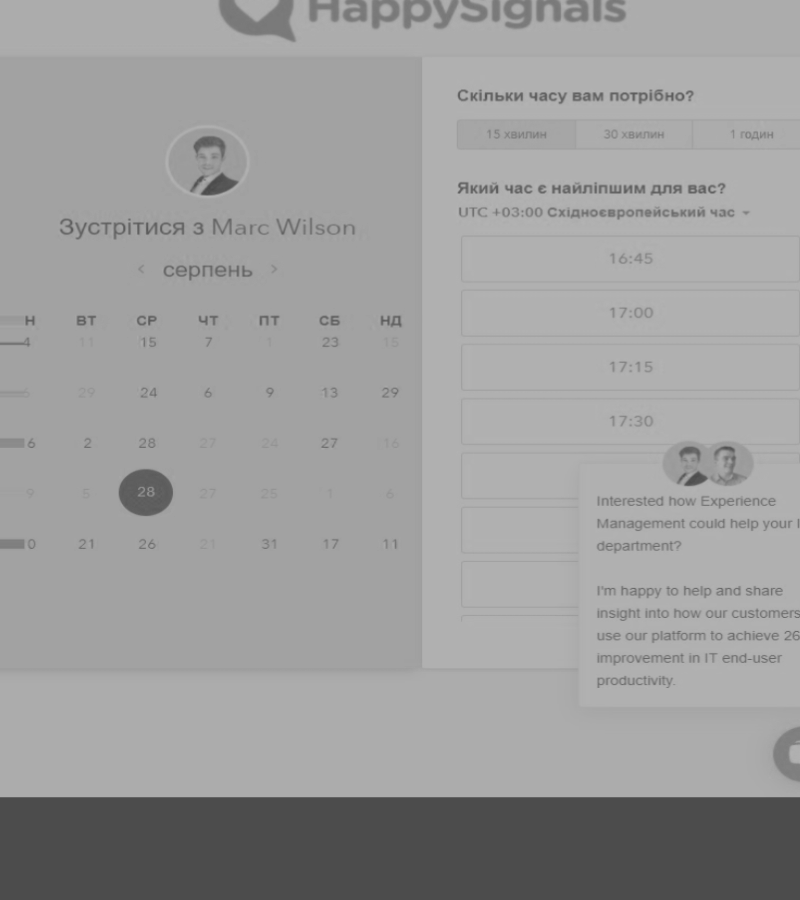 HappySignals
Зустрітися з Marc Wilson
серпень
Н ВТ СР ЧТ ПТ СБ НД
4 11 15 7 1 23 15
29 24 6 9 13 29
6 2 28 27 24 27 16
9 5 28 27 25 1 6
0 21 26 21 31 17 11
Скільки часу вам потрібно?
15 хвилин 30 хвилин 1 годин
Який час є найліпшим для вас?
UTC +03:00 Східноєвропейський час
16:45
17:00
17:15
17:30
Interested how Experience
Management could help your I
department?
I'm happy to help and share
insight into how our customers
use our platform to achieve 26
improvement in IT end-user
productivity.